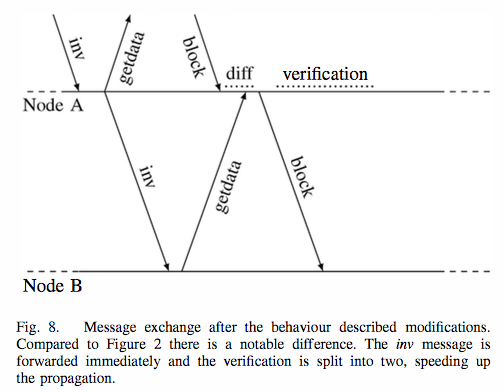 inv
getdata
block
diff
verification
Node A
inv
getdata
block
Node B
Fig. 8. Message exchange after the behaviour described modifications.
Compared to Figure 2 there is a notable difference. The inv message is
forwarded immediately and the verification is split into two, speeding up
the propagation.